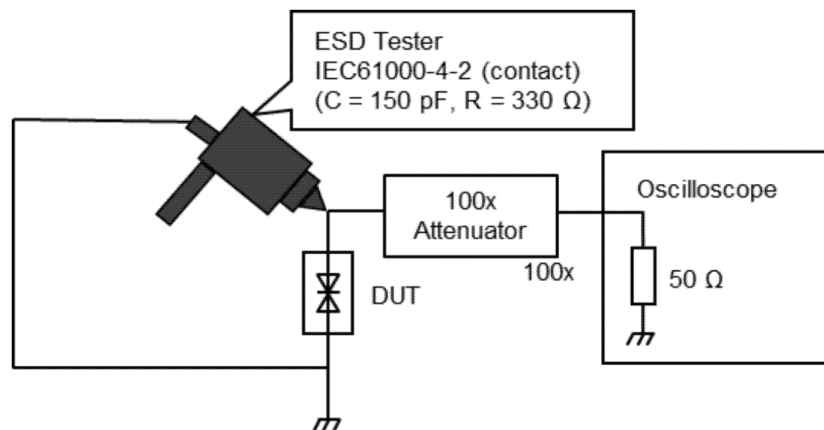 ESD Tester
IEC61000-4-2 (contact)
(C = 150 pF, R = 330 Ω)
100x
Attenuator
100x
Oscilloscope
50 Ω
DUT